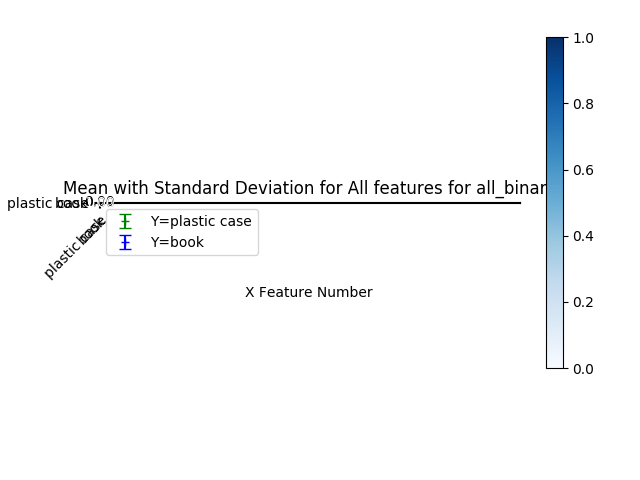 1.0
Mean with Standard Deviation for All features for all_binar
0.8
plastic case
book
0.00
Y=plastic case
Y=book
book
plastic case
0.6
0.4
X Feature Number
0.2
0.0